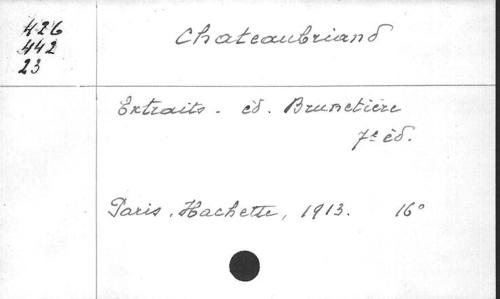 426
442
23
Chateaubriand
Extraits. éd. Brunetière
7e éd.
Paris, Hachette, 1913. 16°